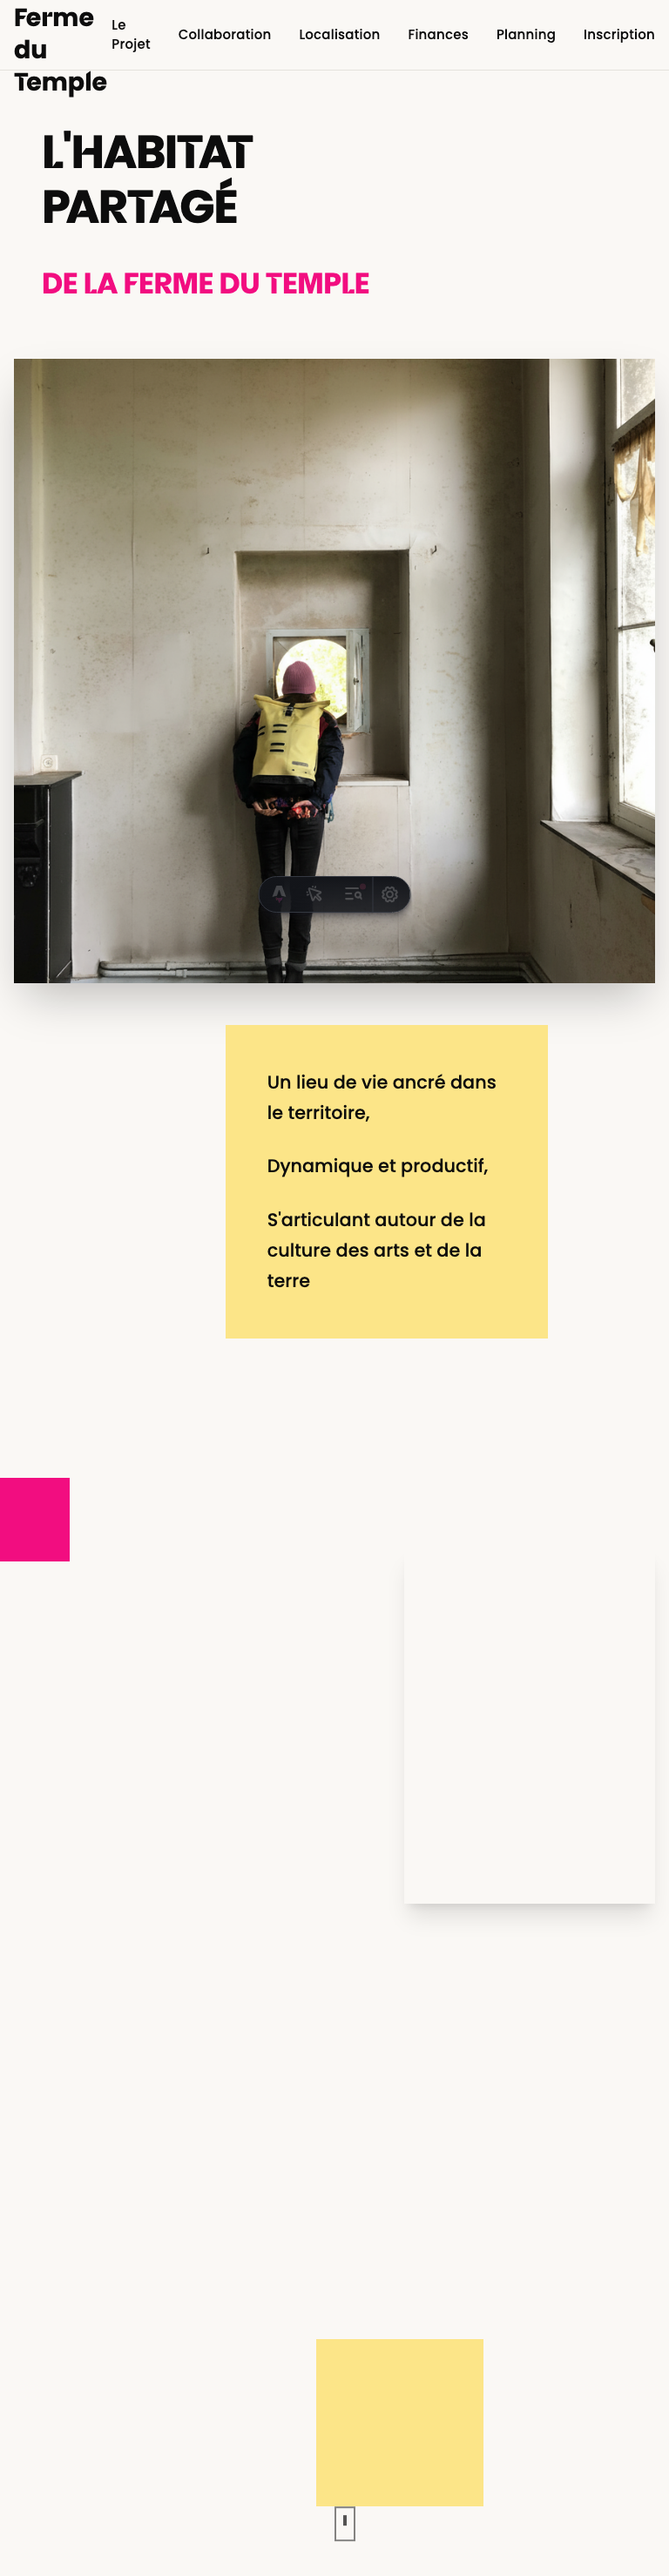 Ferme
du
Temple
Le
Projet
Collaboration
Localisation
Finances
Planning
Inscription
L'HABITAT
PARTAGÉ
DE LA FERME DU TEMPLE
Un lieu de vie ancré dans
le territoire,
Dynamique et productif,
S'articulant autour de la
culture des arts et de la
terre